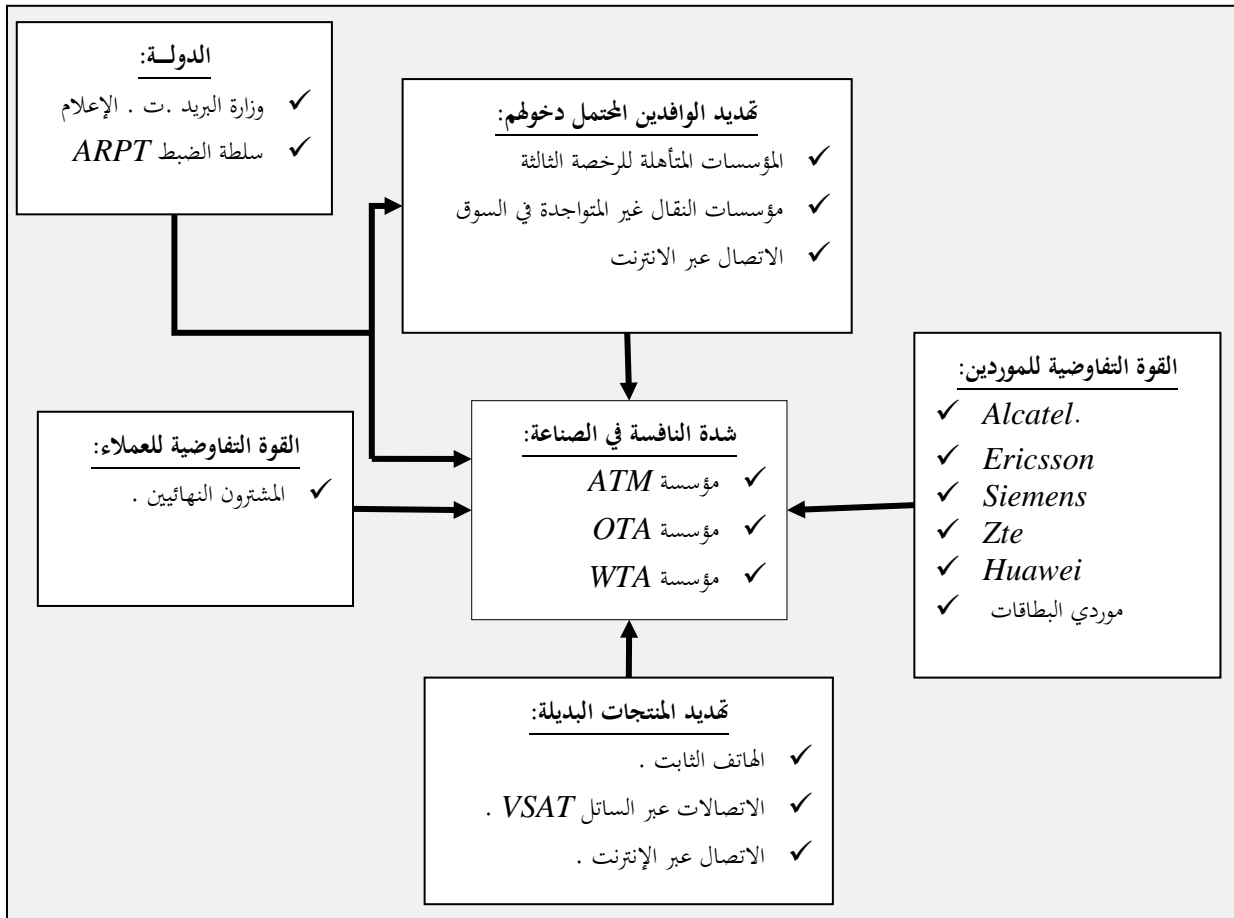 الدولــة:
وزارة البريد .ت . الإعلام
سلطة الضبط ARPT
تهديد الوافدين المحتمل دخولهم:
المؤسسات المتأهلة للرخصة الثالثة
مؤسسات النقال غير المتواجدة في السوق
الاتصال عبر الانترنت
القوة التفاوضية للموردين:
Alcatel.
Ericsson
Siemens
Zte
Huawei
موردي البطاقات
شدة النافسة في الصناعة:
مؤسسة ATM
مؤسسة OTA
مؤسسة WTA
القوة التفاوضية للعملاء:
المشترون النهائيين .
تهديد المنتجات البديلة:
الهاتف الثابت .
الاتصالات عبر الساتل VSAT .
الاتصال عبر الإنترنت .